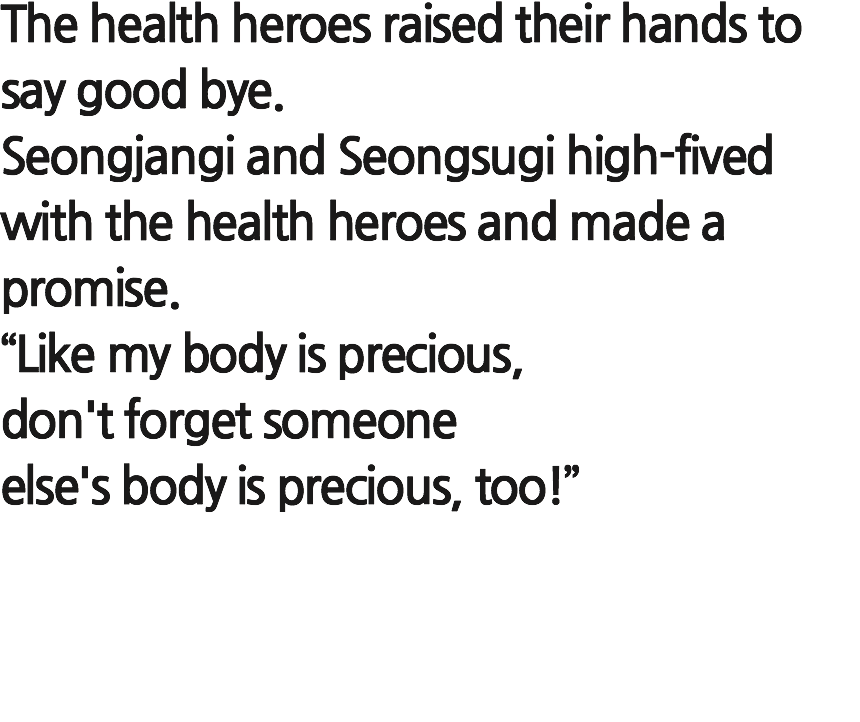 The health heroes raised their hands to
say good bye.
Seongjangi and Seongsugi high-fived
with the health heroes and made a
promise.
“Like my body is precious,
don't forget someone
else's body is precious, too!”